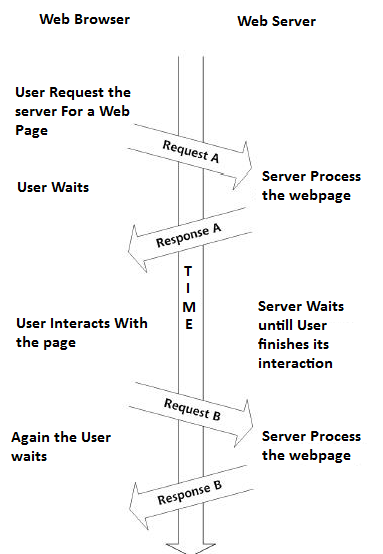 Web Browser
Web Server
User Request the
server For a Web
Page
Request A
User Waits
Server Process
the webpage
Response A
T
I
M
E
User Interacts With
the page
Server Waits
untill User
finishes its
interaction
Request B
Again the User
waits
Server Process
the webpage
Response B